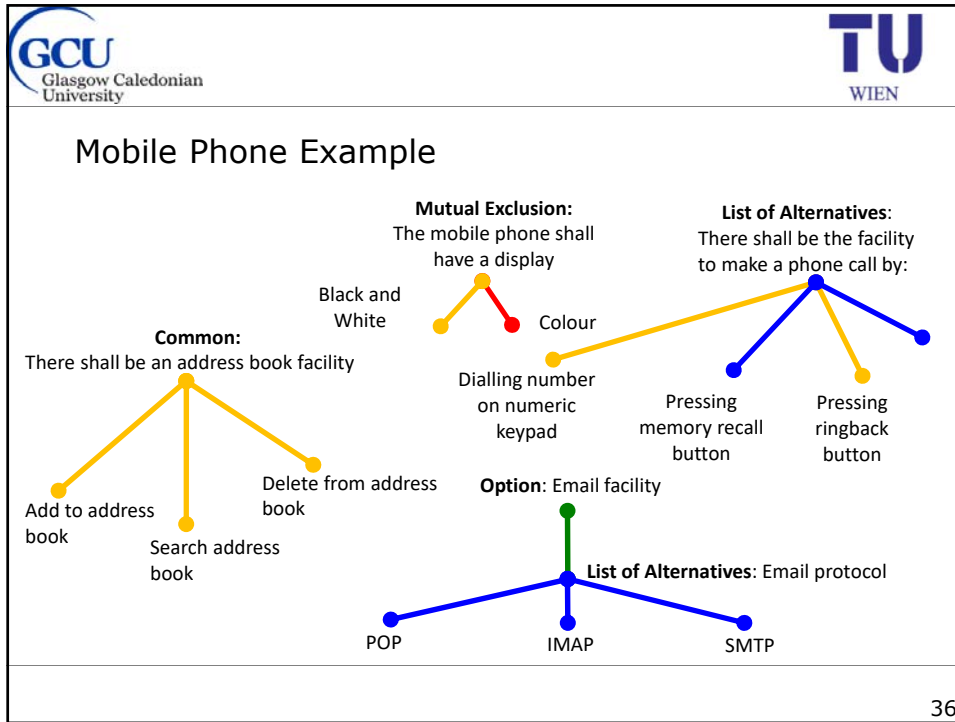 GCU
Glasgow Caledonian
University
TU
WIEN
Mobile Phone Example
Mutual Exclusion:
The mobile phone shall
have a display
Black and
White
Colour
List of Alternatives:
There shall be the facility
to make a phone call by:
Dialling number
on numeric
keypad
Pressing
memory recall
button
Pressing
ringback
button
Common:
There shall be an address book facility
Add to address
book
Search address
book
Delete from address
book
Option: Email facility
List of Alternatives: Email protocol
POP
IMAP
SMTP
36